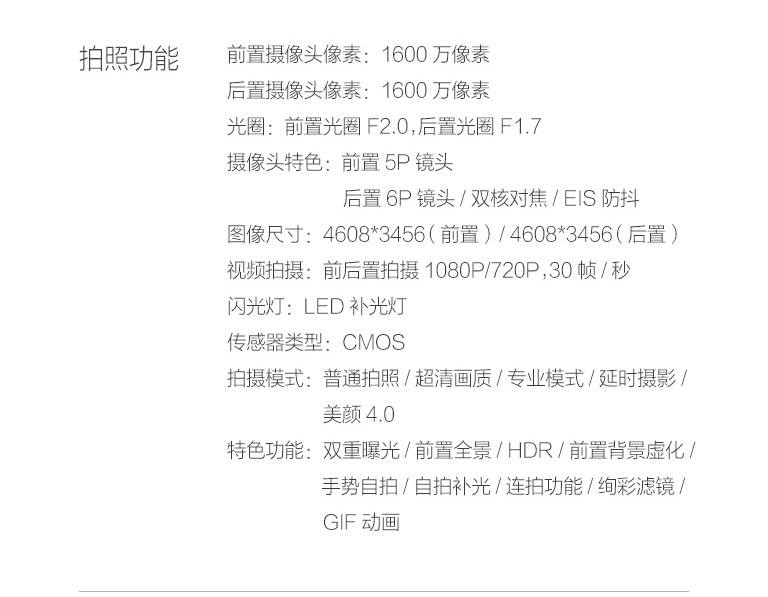 拍照功能
前置摄像头像素：1600 万像素
后置摄像头像素：1600 万像素
光圈：前置光圈 F2.0,后置光圈 F1.7
摄像头特色：前置 5P 镜头
后置 6P 镜头 / 双核对焦 / EIS 防抖
图像尺寸：4608*3456（前置）/ 4608*3456（后置）
视频拍摄：前后置拍摄 1080P/720P,30 帧 / 秒
闪光灯：LED 补光灯
传感器类型：CMOS
拍摄模式：普通拍照 / 超清画质 / 专业模式 / 延时摄影 /
美颜 4.0
特色功能：双重曝光 / 前置全景 / HDR / 前置背景虚化 /
手势自拍 / 自拍补光 / 连拍功能 / 绚彩滤镜 /
GIF 动画